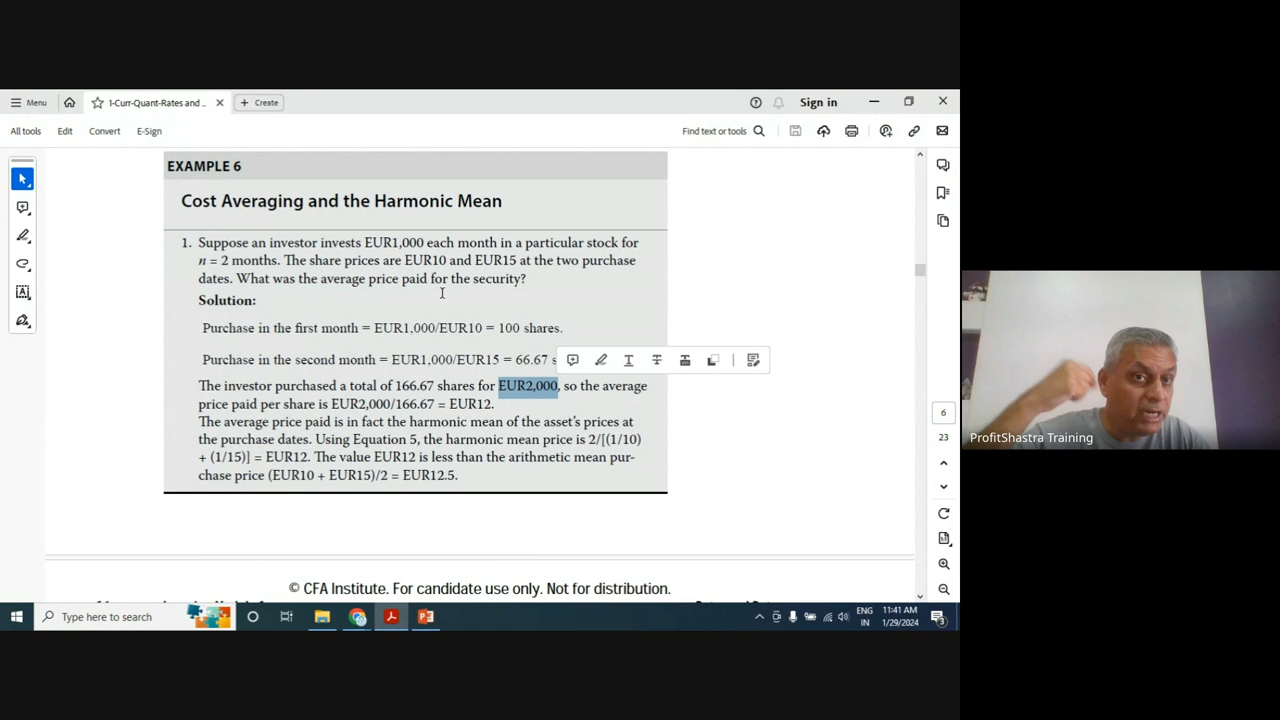 Menu
1-Curr-Quant-Rates and ...
Create
Sign in
All tools
Edit
Convert
E-Sign
Find text or tools
EXAMPLE 6
Cost Averaging and the Harmonic Mean
1. Suppose an investor invests EUR1,000 each month in a particular stock for
n = 2 months. The share prices are EUR10 and EUR15 at the two purchase
dates. What was the average price paid for the security?
Solution:
Purchase in the first month = EUR1,000/EUR10 = 100 shares.
Purchase in the second month = EUR1,000/EUR15 = 66.67 s
The investor purchased a total of 166.67 shares for EUR2,000, so the average
price paid per share is EUR2,000/166.67 = EUR12.
The average price paid is in fact the harmonic mean of the asset's prices at
the purchase dates. Using Equation 5, the harmonic mean price is 2/[(1/10)
+ (1/15)] = EUR12. The value EUR12 is less than the arithmetic mean pur-
chase price (EUR10 + EUR15)/2 = EUR12.5.
6
23
ProfitShastra Training
© CFA Institute. For candidate use only. Not for distribution.
Type here to search
ENG
IN
11:41 AM
1/29/2024
3